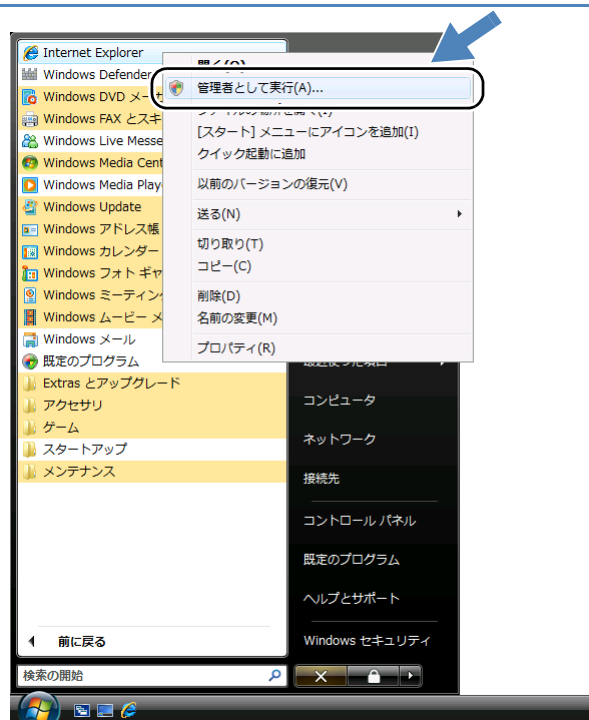 Internet Explorer
Windows Defender
Windows DVD メーカ
Windows FAX とスキ
Windows Live Messe
Windows Media Cent
Windows Media Play
Windows Update
Windows アドレス帳
Windows カレンダー
Windows フォト ギャ
Windows ミーティン
Windows ムービー メ
Windows メール
既定のプログラム
Extras とアップグレード
アクセサリ
ゲーム
スタートアップ
メンテナンス
前に戻る
検索の開始
管理者として実行(A)...
[スタート] メニューにアイコンを追加(I)
クイック起動に追加
以前のバージョンの復元(V)
送る(N)
切り取り(T)
コピー(C)
削除(D)
名前の変更(M)
プロパティ(R)
コンピュータ
ネットワーク
接続先
コントロール パネル
既定のプログラム
ヘルプとサポート
Windows セキュリティ